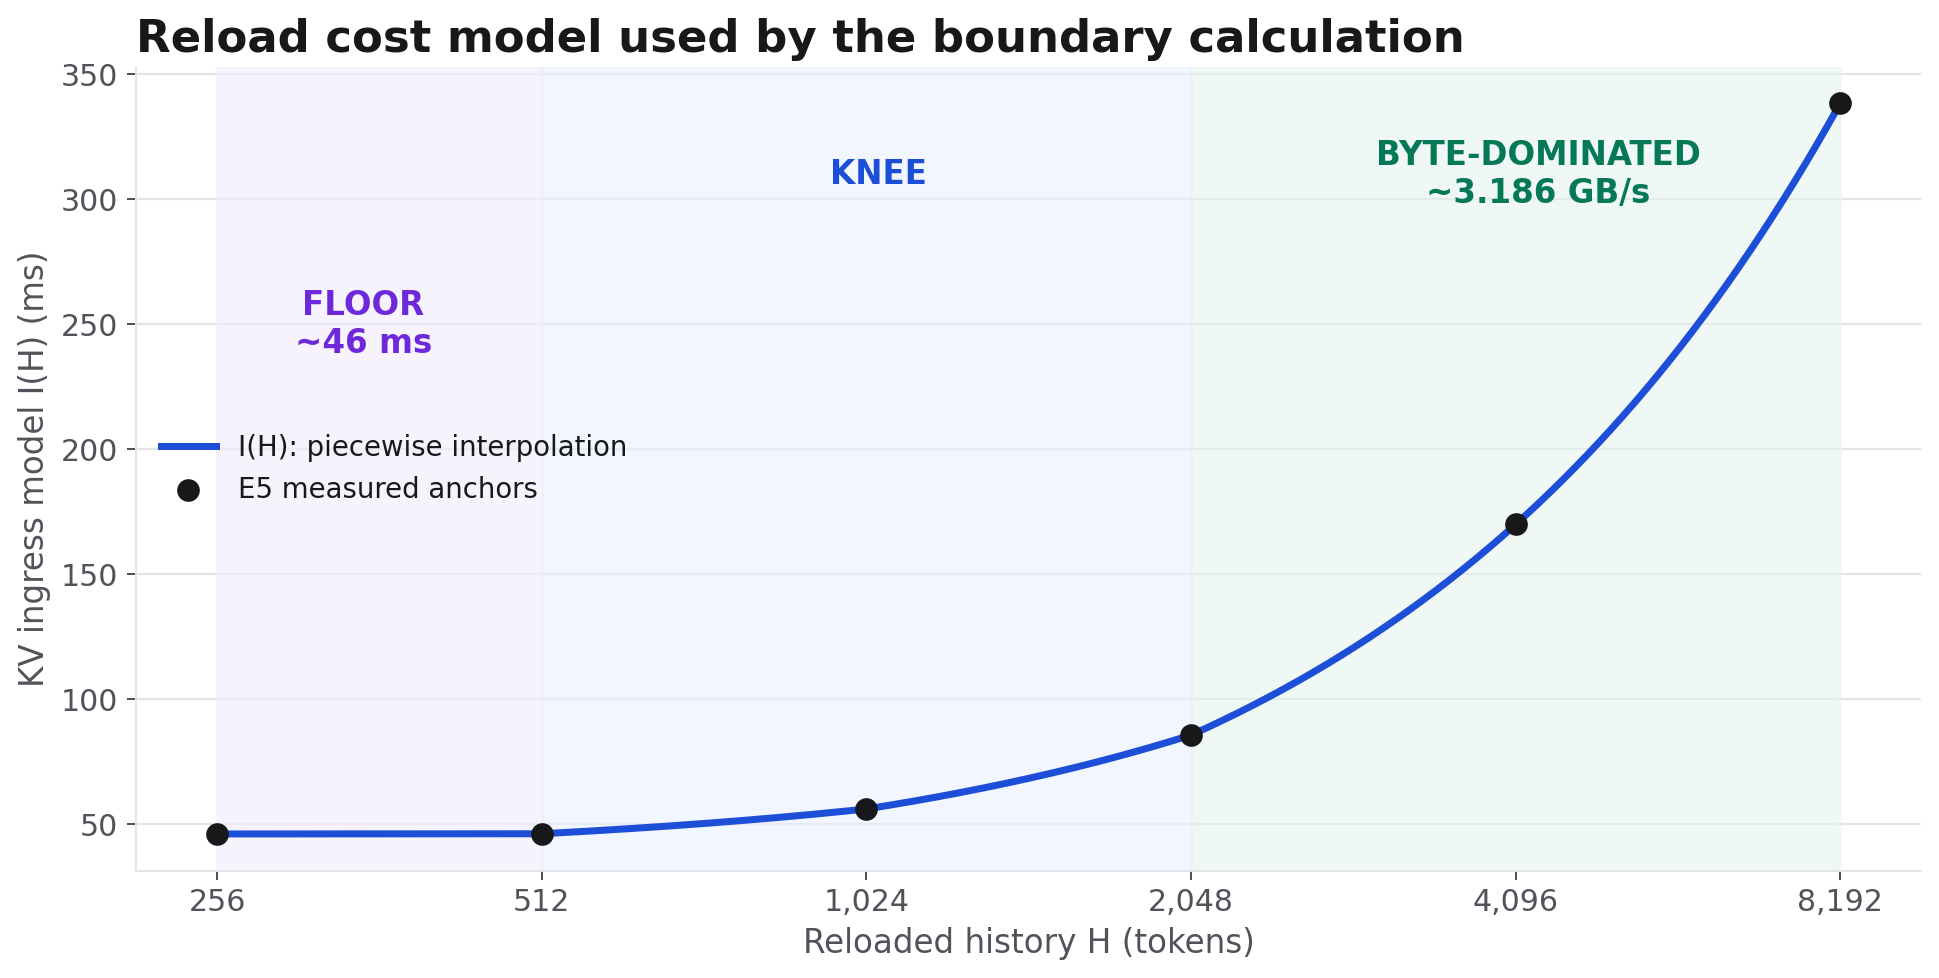 Reload cost model used by the boundary calculation
KV ingress model I(H) (ms)
350
300
250
200
150
100
50
FLOOR
~46 ms
KNEE
BYTE-DOMINATED
~3.186 GB/s
I(H): piecewise interpolation
E5 measured anchors
256
512
1,024
2,048
4,096
8,192
Reloaded history H (tokens)